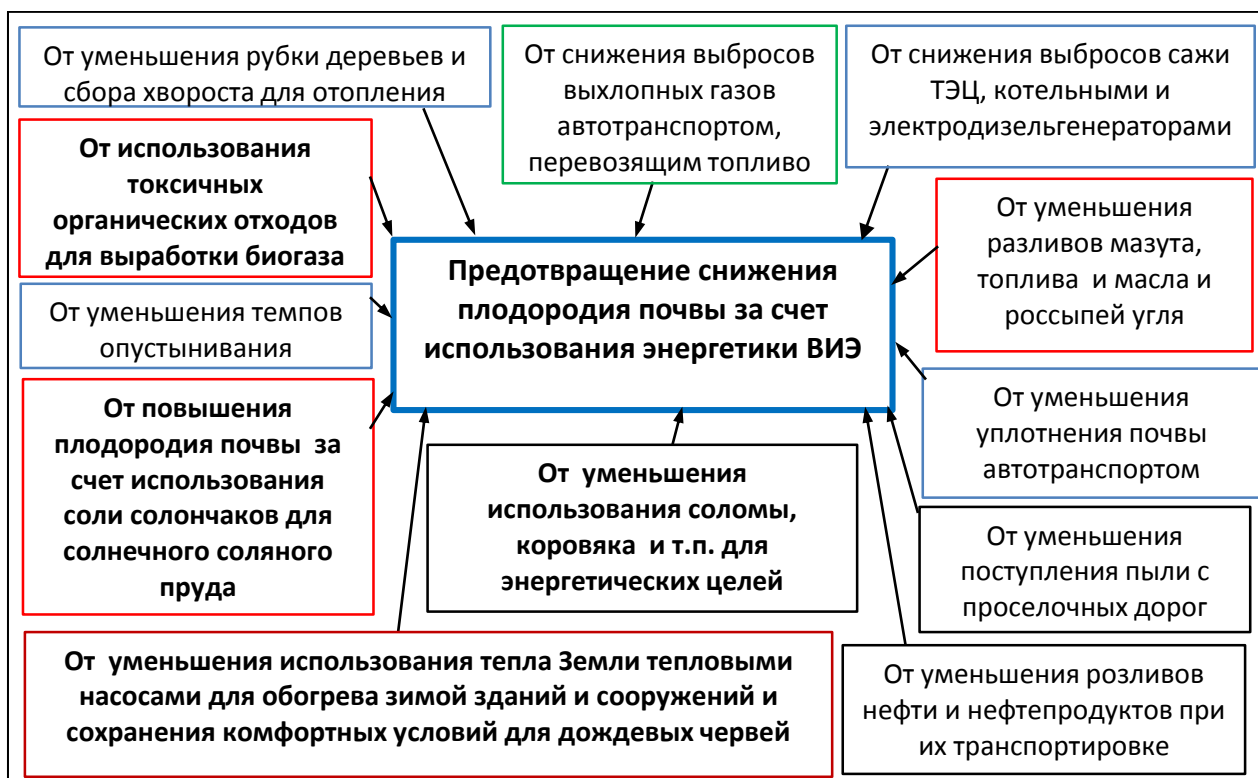 От уменьшения рубки деревьев и
сбора хвороста для отопления
От снижения выбросов
выхлопных газов
автотранспортом,
перевозящим топливо
От снижения выбросов сажи
ТЭЦ, котельными и
электродизельгенераторами
От использования
токсичных
органических отходов
для выработки биогаза
От уменьшения
разливов мазута,
топлива и масла и
россыпей угля
Предотвращение снижения
плодородия почвы за счет
использования энергетики ВИЭ
От уменьшения темпов
опустынивания
От повышения
плодородия почвы за
счет использования
соли солончаков для
солнечного соляного
пруда
От уменьшения
использования соломы,
коровяка и т.п. для
энергетических целей
От уменьшения
уплотнения почвы
автотранспортом
От уменьшения
поступления пыли с
проселочных дорог
От уменьшения использования тепла Земли тепловыми
насосами для обогрева зимой зданий и сооружений и
сохранения комфортных условий для дождевых червей
От уменьшения розливов
нефти и нефтепродуктов при
их транспортировке